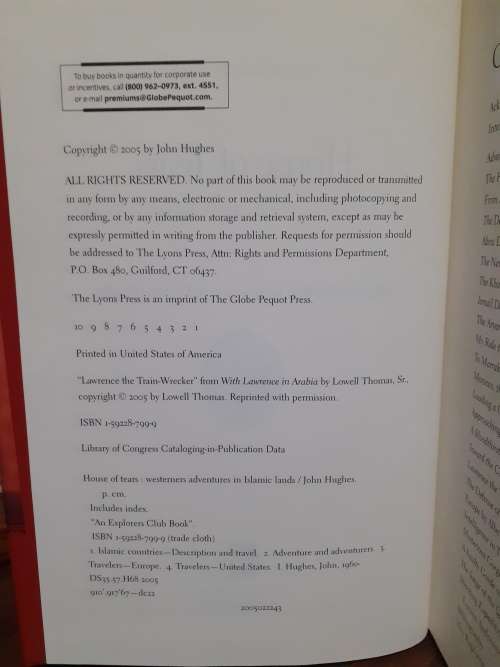 To buy books in quantity for corporate use
or incentives, call (800) 962-0973, ext. 4551,
or e-mail premiums@GlobePequot.com.
Copyright © 2005 by John Hughes
ALL RIGHTS RESERVED. No part of this book may be reproduced or transmitted
in any form by any means, electronic or mechanical, including photocopying and
recording, or by any information storage and retrieval system, except as may be
expressly permitted in writing from the publisher. Requests for permission should
be addressed to The Lyons Press, Attn: Rights and Permissions Department,
P.O. Box 480, Guilford, CT 06437.
The Lyons Press is an imprint of The Globe Pequot Press.
10 9 8 7 6 5 4 3 2 1
Printed in United States of America
"Lawrence the Train-Wrecker" from With Lawrence in Arabia by Lowell Thomas, Sr.,
copyright © 2005 by Lowell Thomas. Reprinted with permission.
ISBN 1-59228-799-9
Library of Congress Cataloging-in-Publication Data
House of tears : westerners adventures in Islamic lands / John Hughes.
p. cm.
Includes index.
"An Explorers Club Book".
ISBN 1-59228-799-9 (trade cloth)
1. Islamic countries—Description and travel. 2. Adventure and adventurers. 3.
Travelers—Europe. 4. Travelers—United States. I. Hughes, John, 1960-
DS35.57.H68 2005
910'.917'67—dc22
2005022243